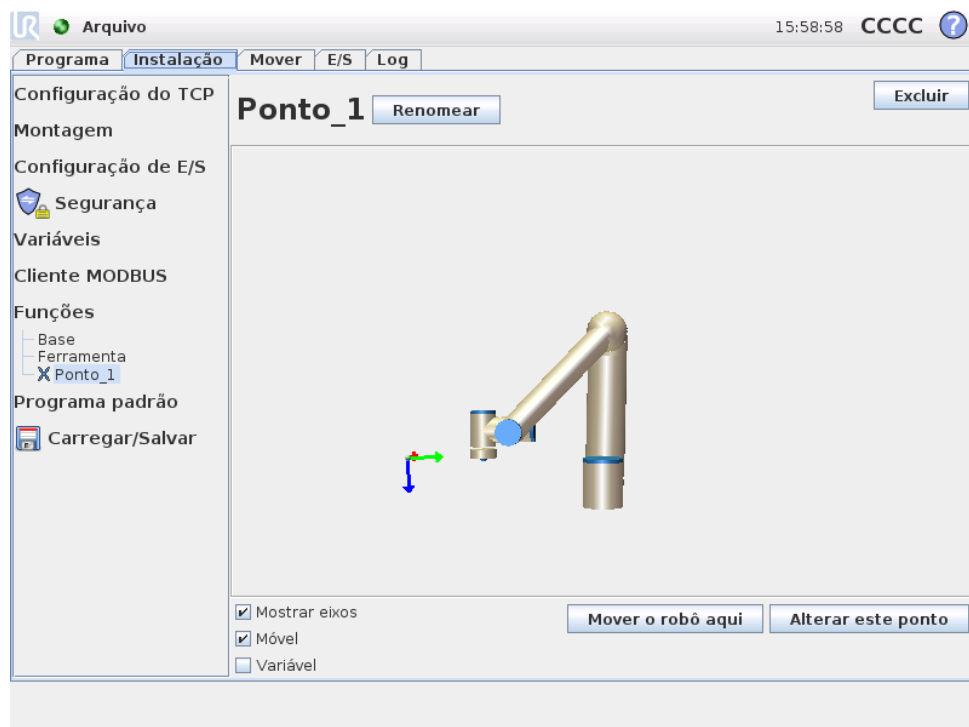 UR Arquivo 15:58:58 CCCC ?
Programa Instalação Mover E/S Log
Configuração do TCP
Montagem
Configuração de E/S
Segurança
Variáveis
Cliente MODBUS
Funções
Base
Ferramenta
Ponto_1
Programa padrão
Carregar/Salvar
Ponto_1 Renomear Excluir
Mostrar eixos
Móvel
Variável
Mover o robô aqui Alterar este ponto